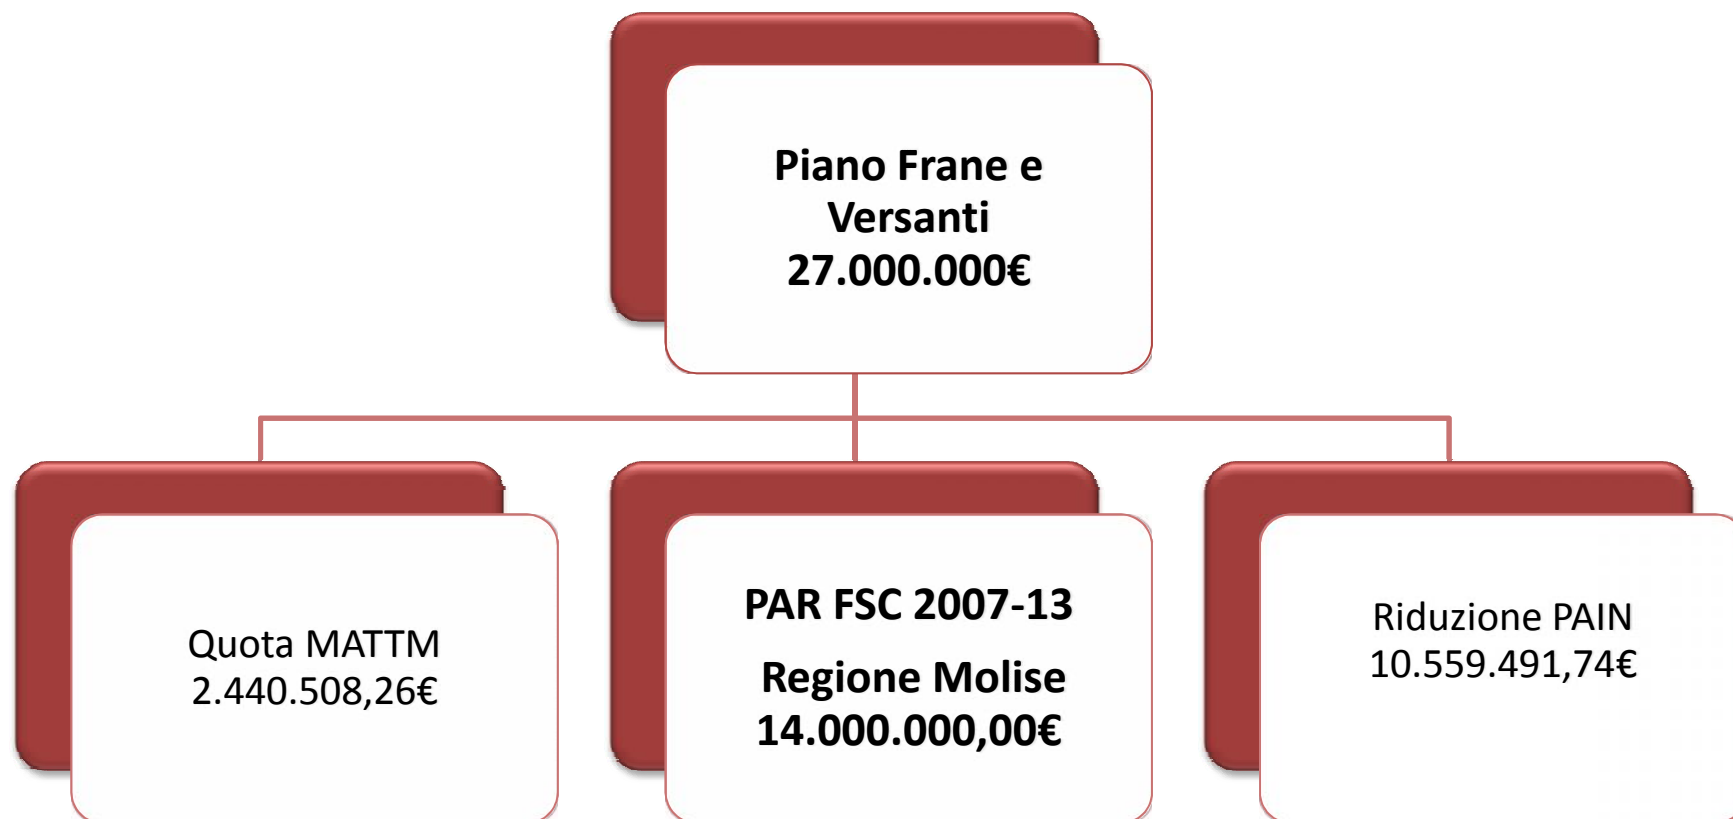 Piano Frane e
Versanti
27.000.000€
Quota MATTM
2.440.508,26€
PAR FSC 2007-13
Regione Molise
14.000.000,00€
Riduzione PAIN
10.559.491,74€